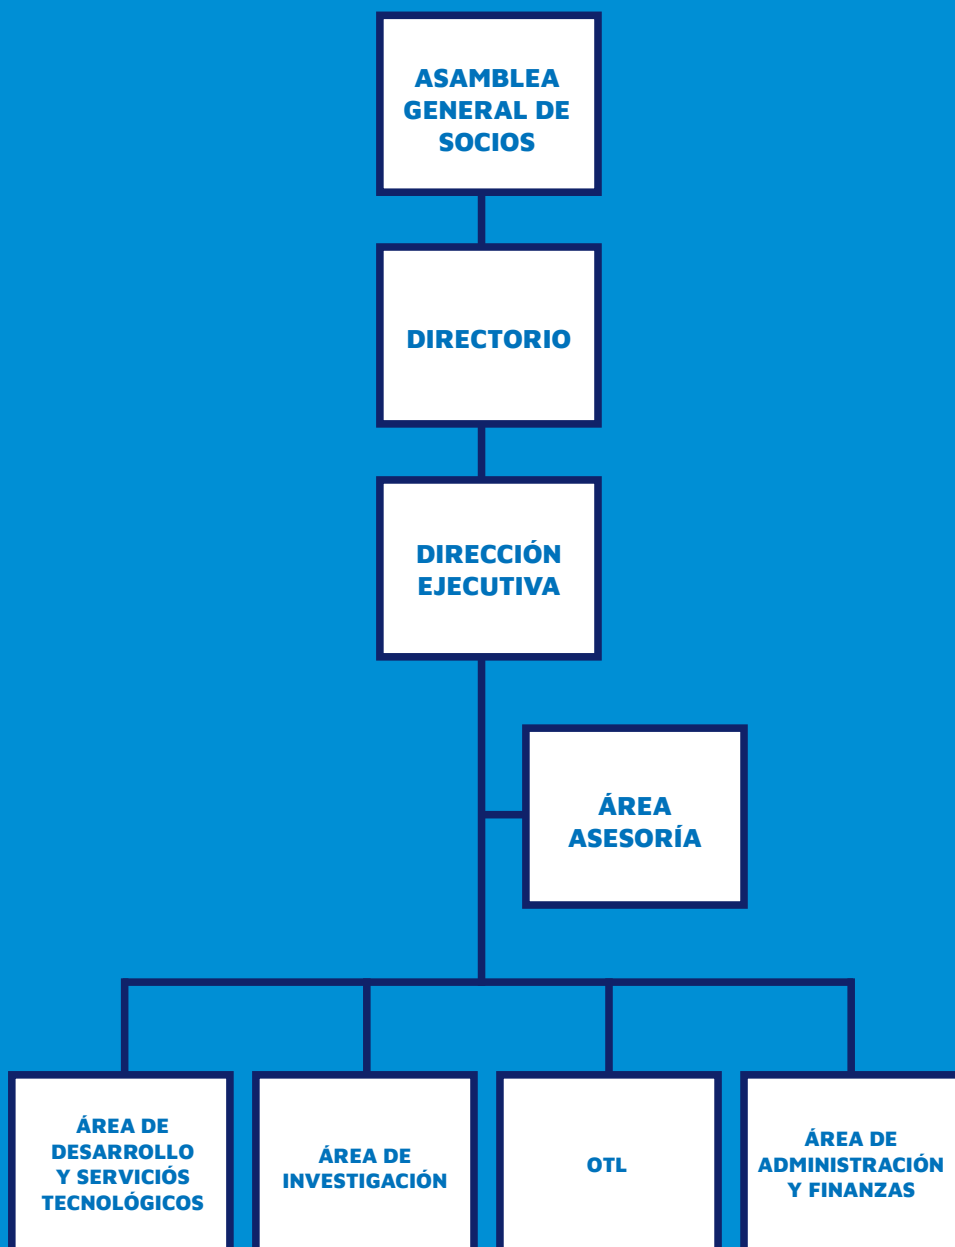 ASAMBLEA
GENERAL DE
SOCIOS
DIRECTORIO
DIRECCIÓN
EJECUTIVA
ÁREA
ASESORÍA
ÁREA DE
DESARROLLO
Y SERVICIÓS
TECNOLÓGICOS
ÁREA DE
INVESTIGACIÓN
OTL
ÁREA DE
ADMINISTRACIÓN
Y FINANZAS